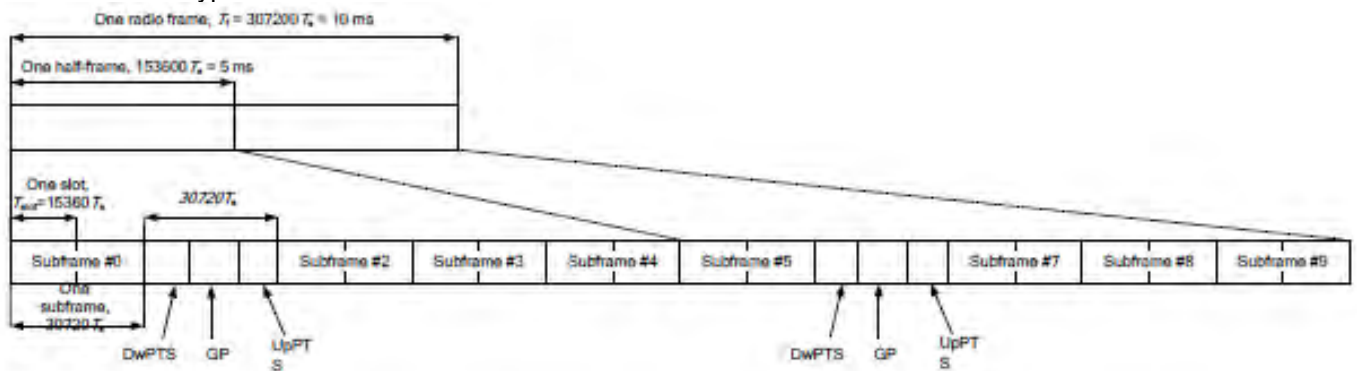 One radio frame, Tf = 307200 Ts = 10 ms
One half-frame, 153600 Ts = 5 ms
One slot,
Tslot=15360 Ts
30720Ts
Subframe #0
Subframe #2
Subframe #3
Subframe #4
Subframe #5
Subframe #7
Subframe #8
Subframe #9
One
subframe,
30720 Ts
DwPTS
GP
UpPT
S
DwPTS
GP
UpPT
S